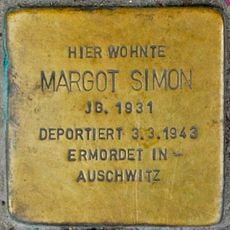 HIER WOHNTE
MARGOT SIMON
JG. 1931
DEPORTIERT 3.3.1943
ERMORDET IN
AUSCHWITZ